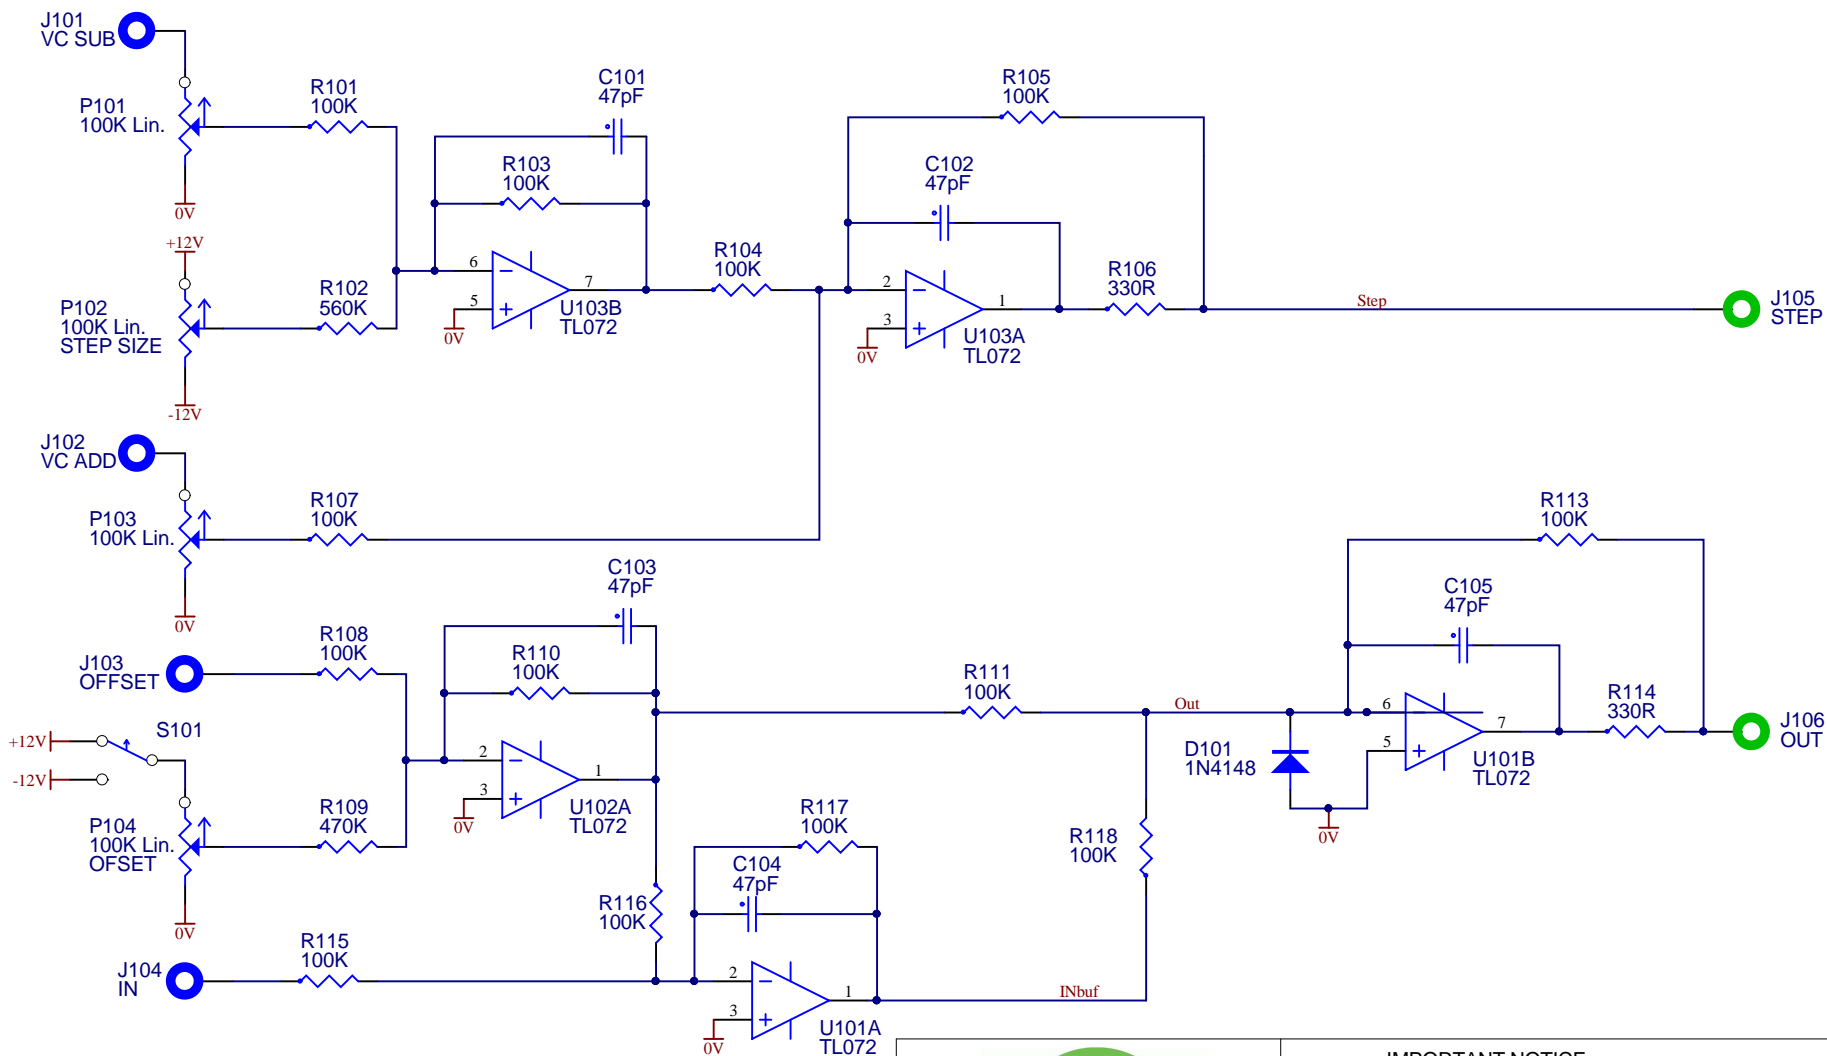 J101
VC SUB
P101
100K Lin.
0V
R101
100K
+12V
P102
100K Lin.
STEP SIZE
-12V
R102
560K
C101
47pF
R103
100K
6
5
7
0V
U103B
TL072
R104
100K
R105
100K
C102
47pF
2
3
1
0V
U103A
TL072
R106
330R
Step
J105
STEP
J102
VC ADD
P103
100K Lin.
0V
R107
100K
J103
OFFSET
R108
100K
S101
+12V
-12V
P104
100K Lin.
OFSET
0V
R109
470K
C103
47pF
R110
100K
2
3
1
0V
U102A
TL072
R111
100K
Out
D101
1N4148
0V
R113
100K
C105
47pF
6
5
7
U101B
TL072
R114
330R
J106
OUT
J104
IN
R115
100K
R116
100K
R117
100K
C104
47pF
2
3
1
0V
U101A
TL072
INbuf
R118
100K
IMPORTANT NOTICE